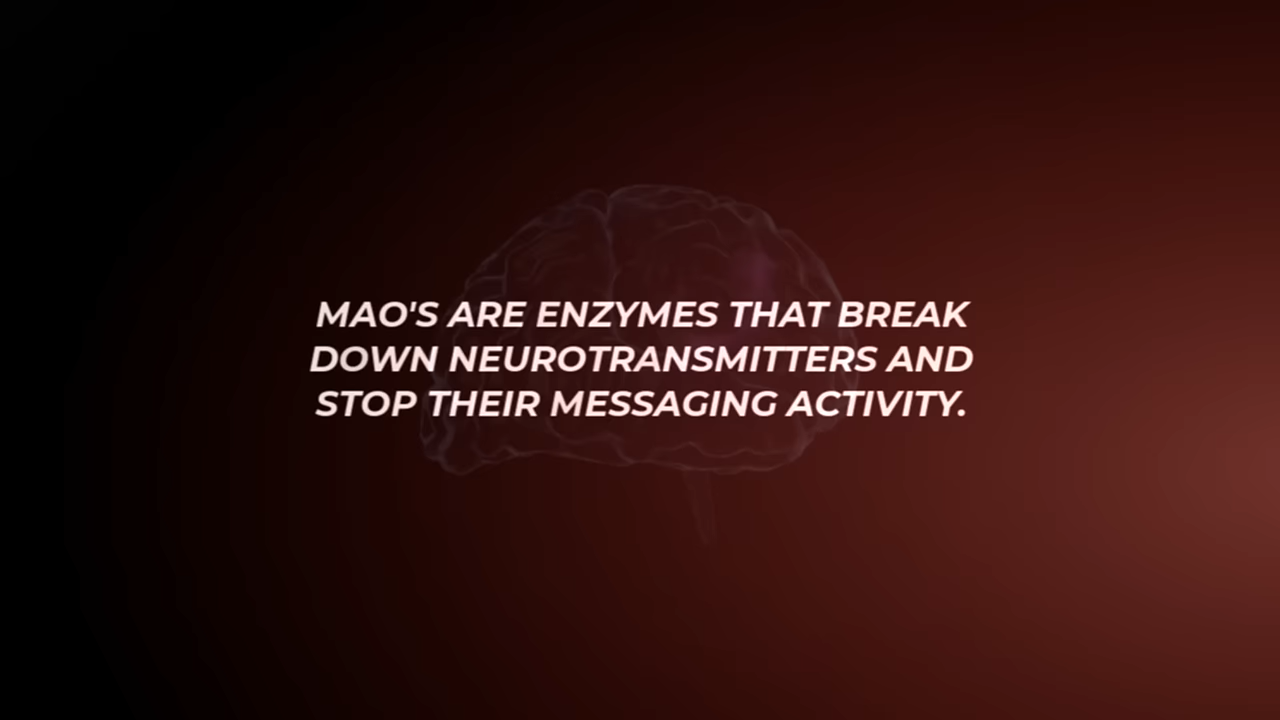 MAO'S ARE ENZYMES THAT BREAK
DOWN NEUROTRANSMITTERS AND
STOP THEIR MESSAGING ACTIVITY.